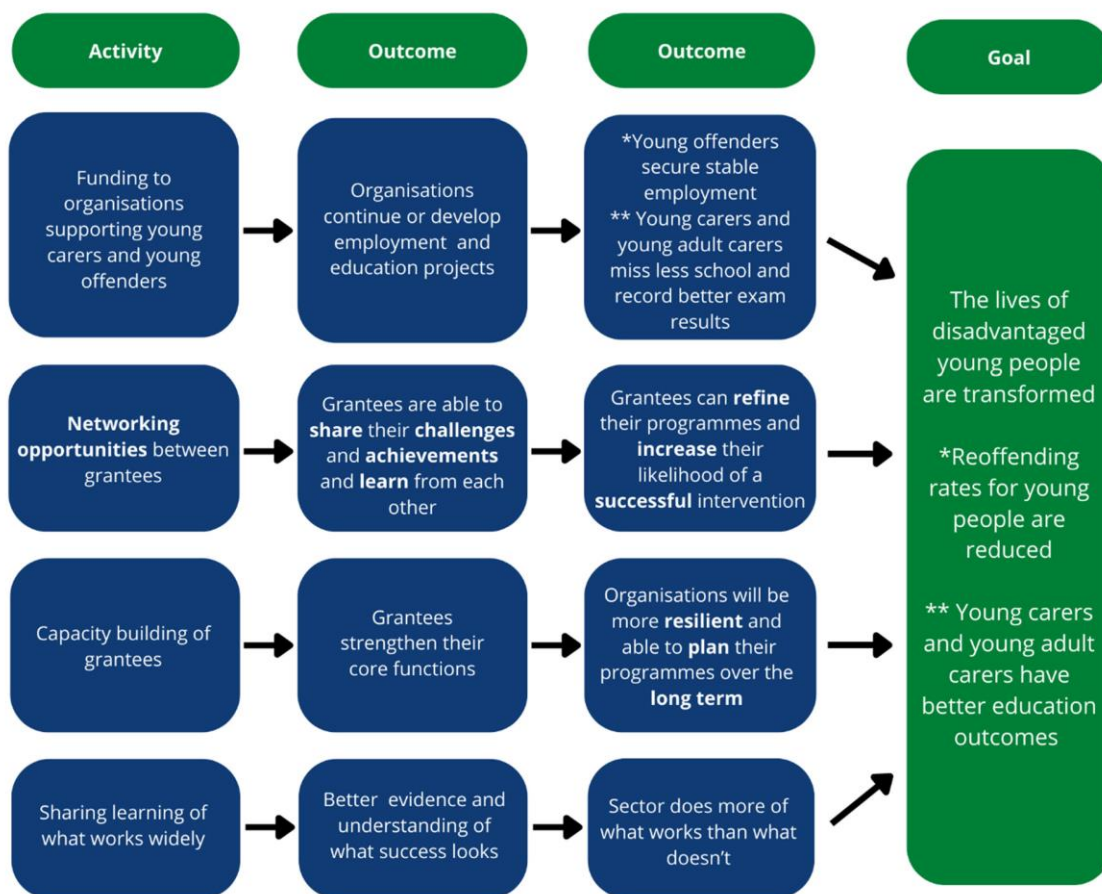 Activity
Outcome
Outcome
Goal
Funding to
organisations
supporting young
carers and young
offenders
Organisations
continue or develop
employment and
education projects
*Young offenders
secure stable
employment
** Young carers and
young adult carers
miss less school and
record better exam
results
Networking
opportunities between
grantees
Grantees are able to
share their challenges
and achievements
and learn from each
other
Grantees can refine
their programmes and
increase their
likelihood of a
successful intervention
Capacity building of
grantees
Grantees
strengthen their
core functions
Organisations will be
more resilient and
able to plan their
programmes over the
long term
Sharing learning of
what works widely
Better evidence and
understanding of
what success looks
Sector does more of
what works than what
doesn't
The lives of
disadvantaged
young people
are transformed
*Reoffending
rates for young
people are
reduced
** Young carers
and young adult
carers have
better education
outcomes